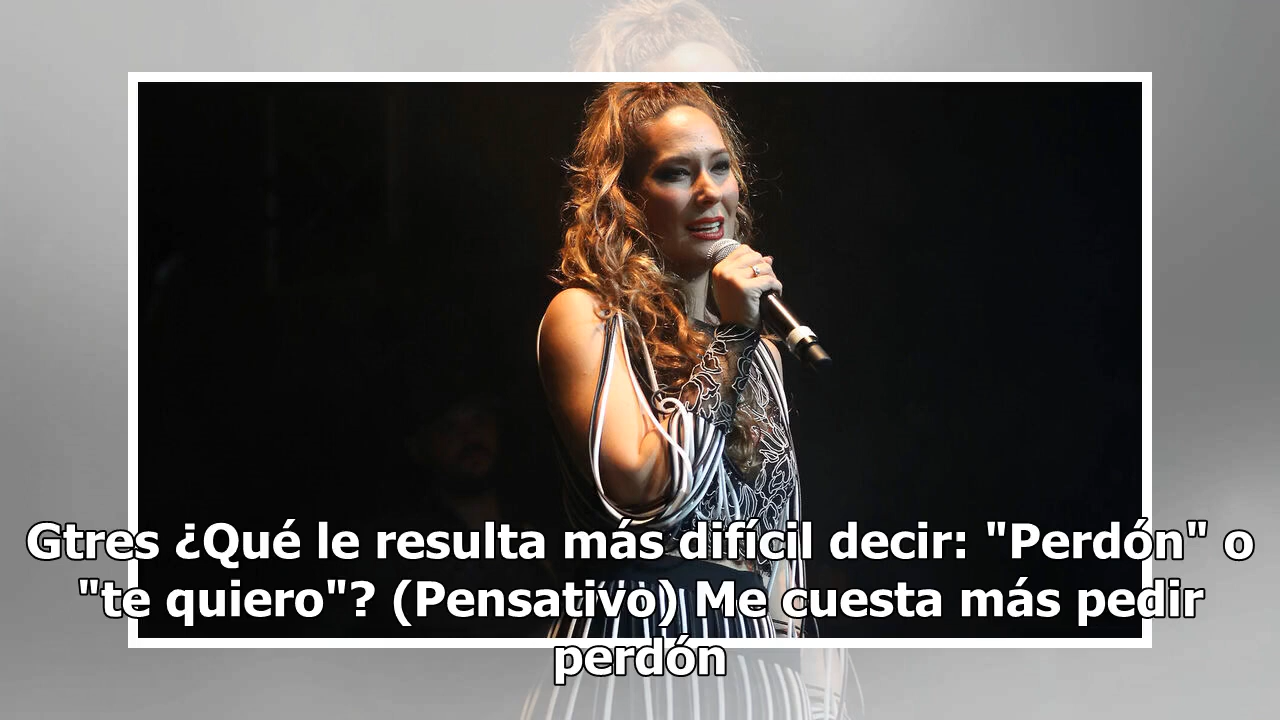 Gtres ¿Qué le resulta más difícil decir: "Perdón" o
"te quiero"? (Pensativo) Me cuesta más pedir
perdón